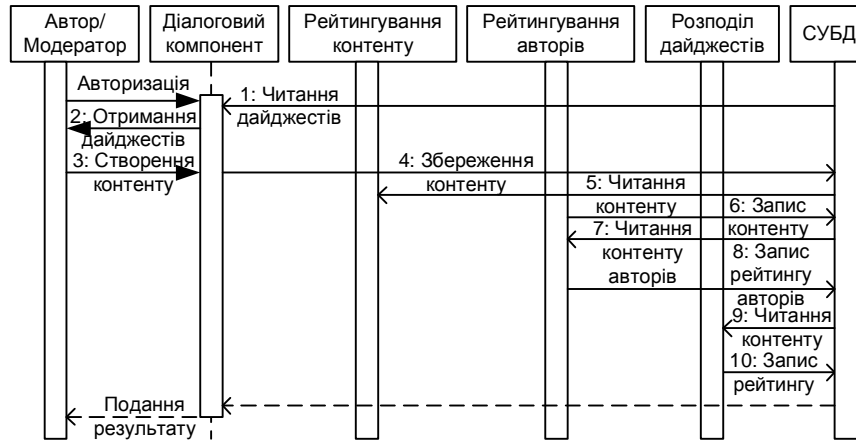 Автор/
Модератор
Діалоговий
компонент
Рейтингування
контенту
Рейтингування
авторів
Розподіл
дайджестів
СУБД
Авторизація
1: Читання
дайджестів
2: Отримання
дайджестів
3: Створення
контенту
4: Збереження
контенту
5: Читання
контенту
6: Запис
контенту
7: Читання
контенту
авторів
8: Запис
рейтингу
авторів
9: Читання
контенту
10: Запис
рейтингу
Подання
результату